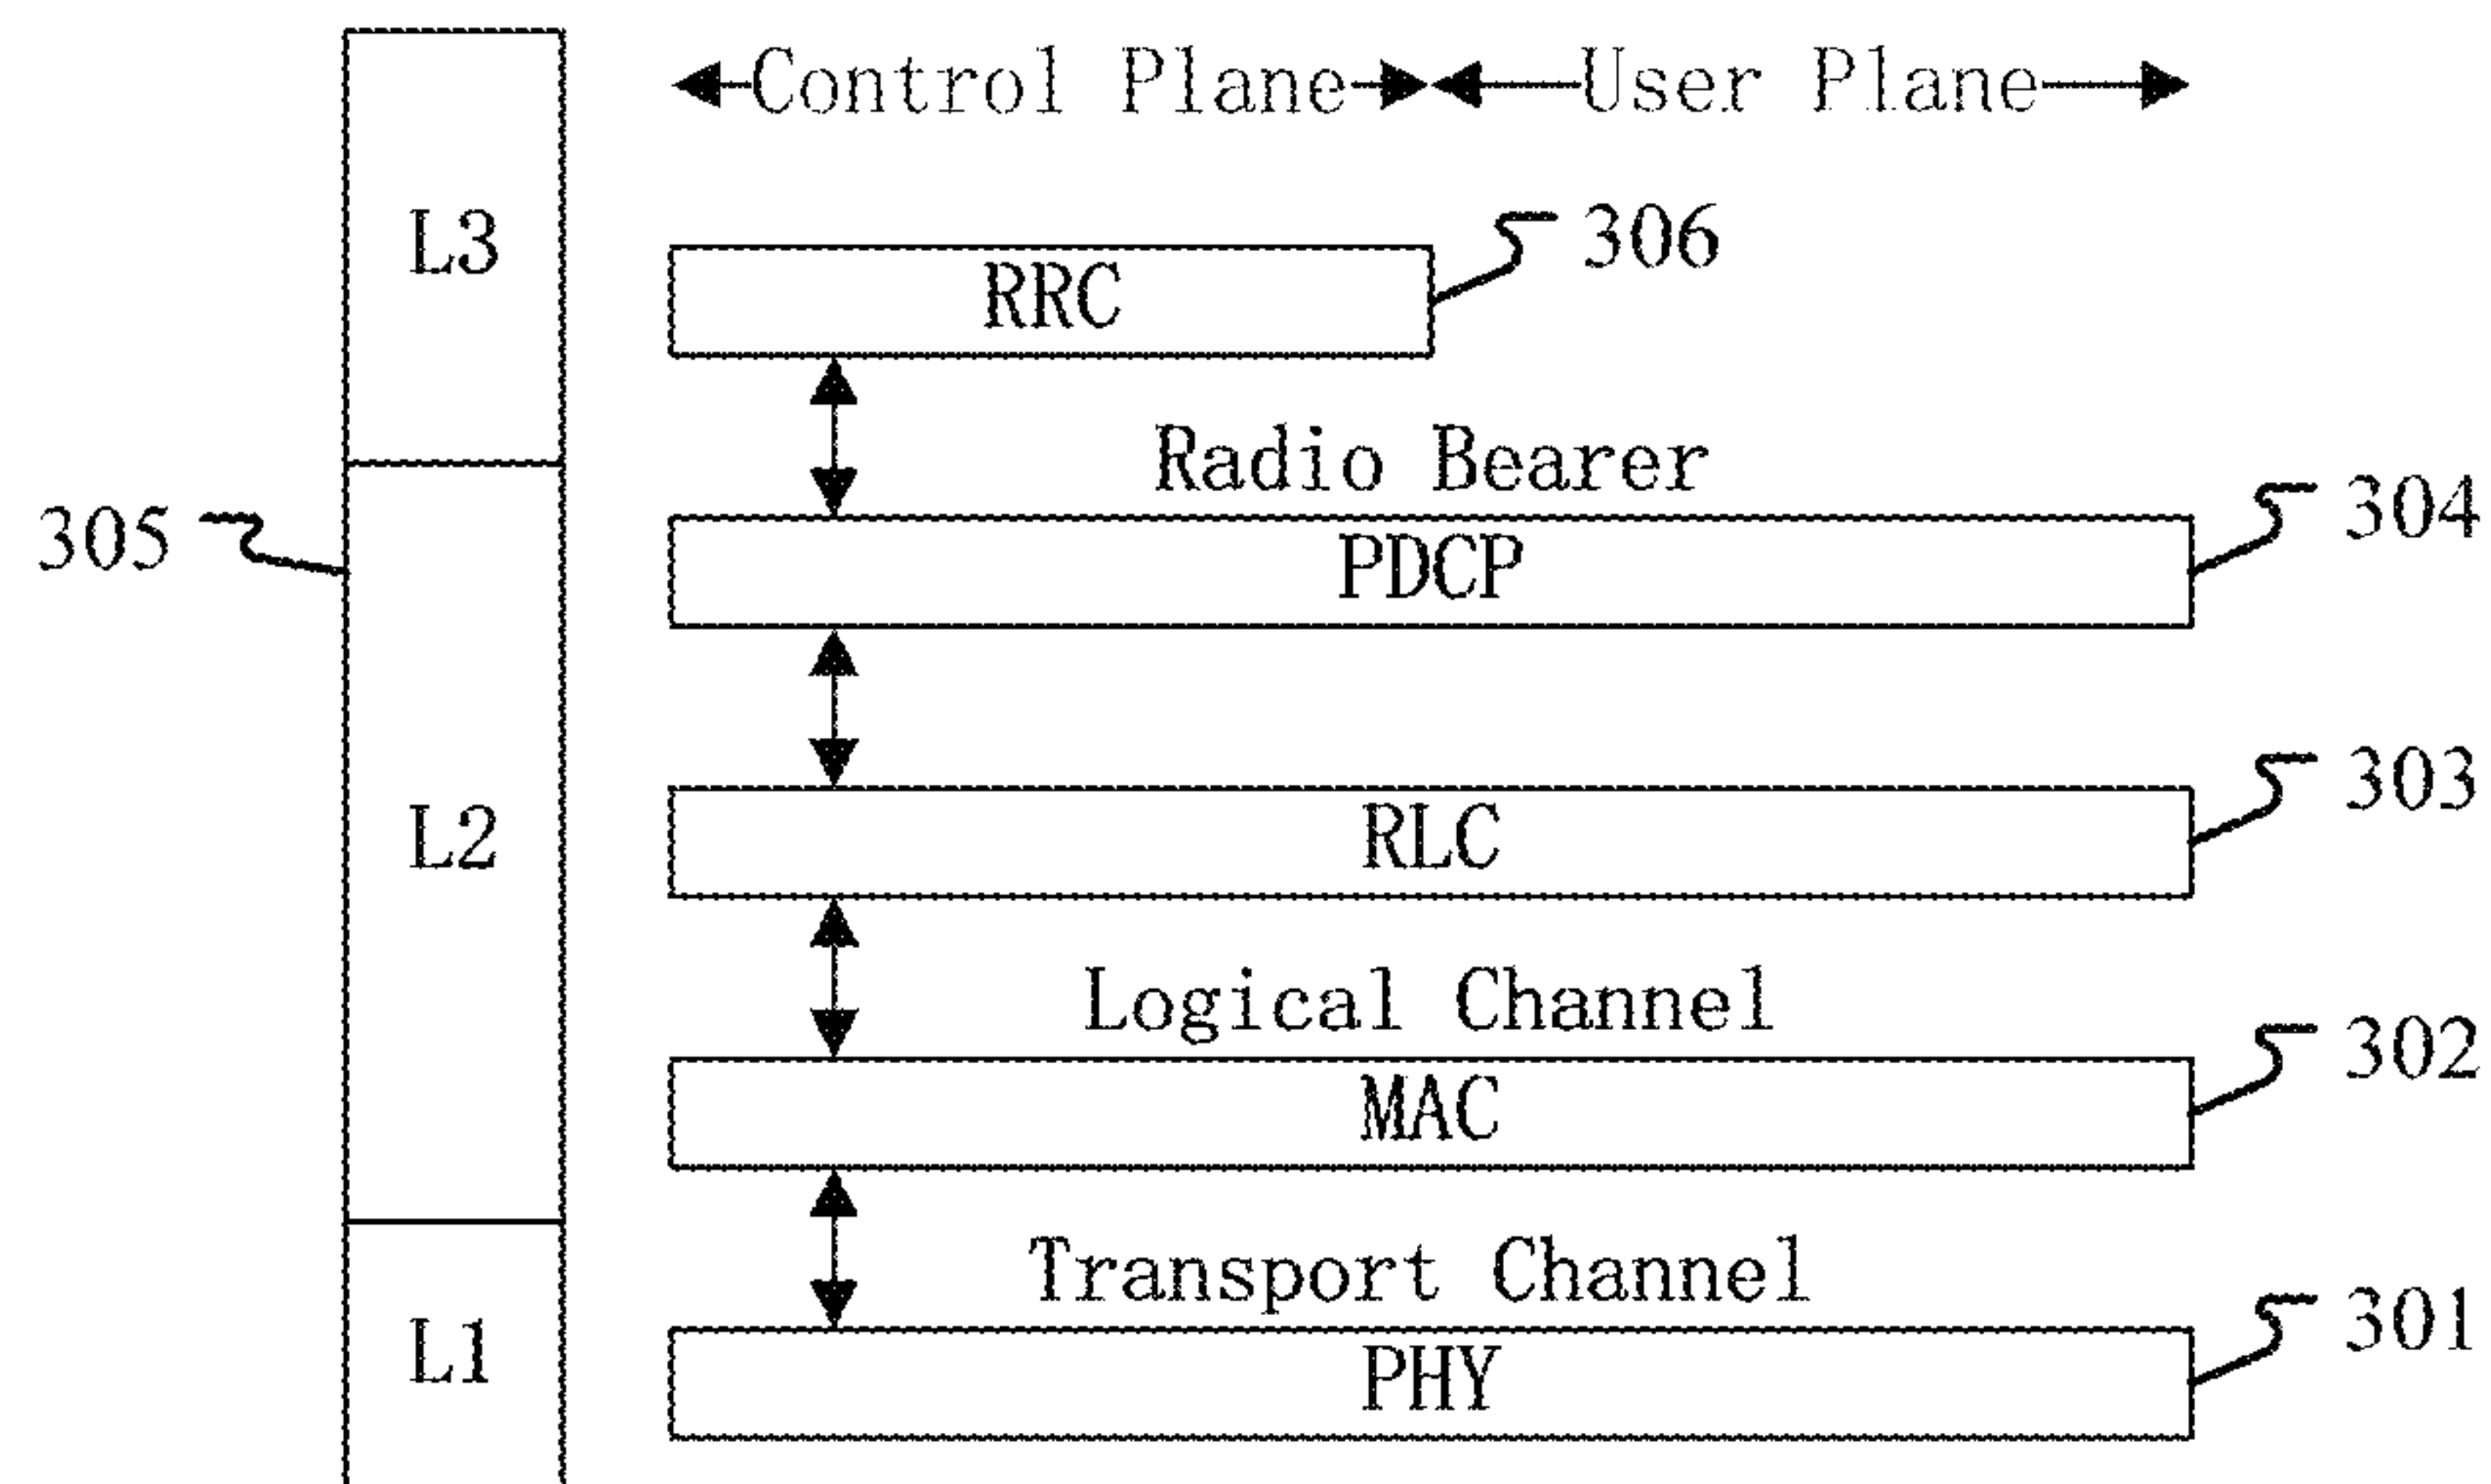 Control Plane User Plane
L3
306
RRC
Radio Bearer
304
305
PDCP
303
L2
RLC
Logical Channel
302
MAC
Transport Channel
301
L1
PHY